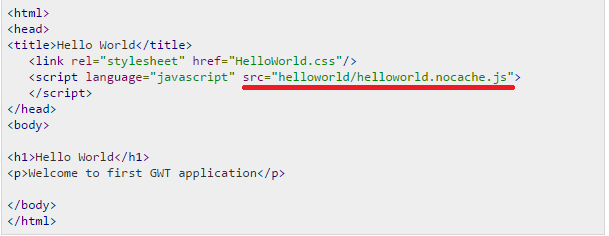 <html>
<head>
<title>Hello World</title>
<link rel="stylesheet" href="HelloWorld.css"/>
<script language="javascript" src="helloworld/helloworld.nocache.js">
</script>
</head>
<body>
<h1>Hello World</h1>
<p>Welcome to first GWT application</p>
</body>
</html>